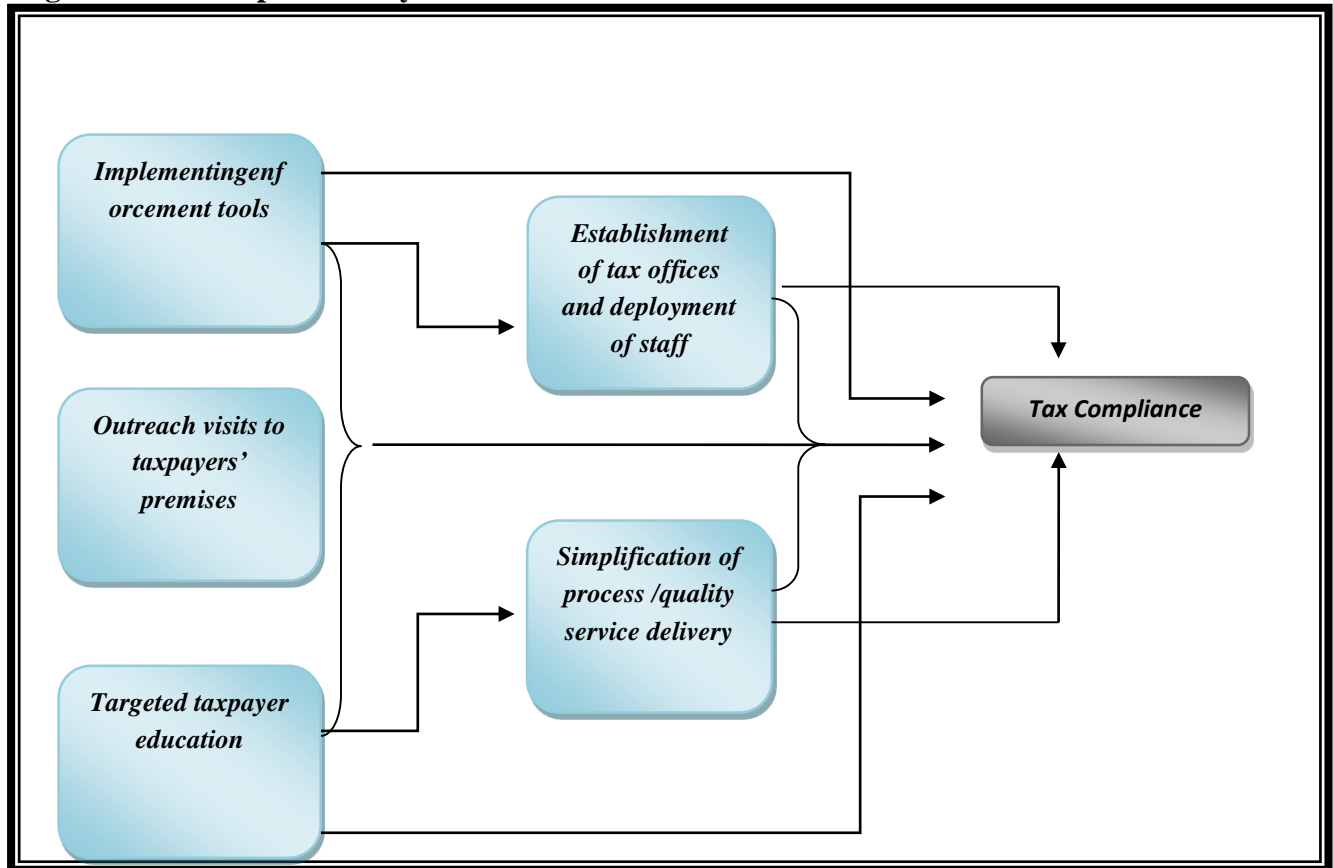 Implementingenf
orcement tools
Establishment
of tax offices
and deployment
of staff
Outreach visits to
taxpayers’
premises
Tax Compliance
Simplification of
process /quality
service delivery
Targeted taxpayer
education